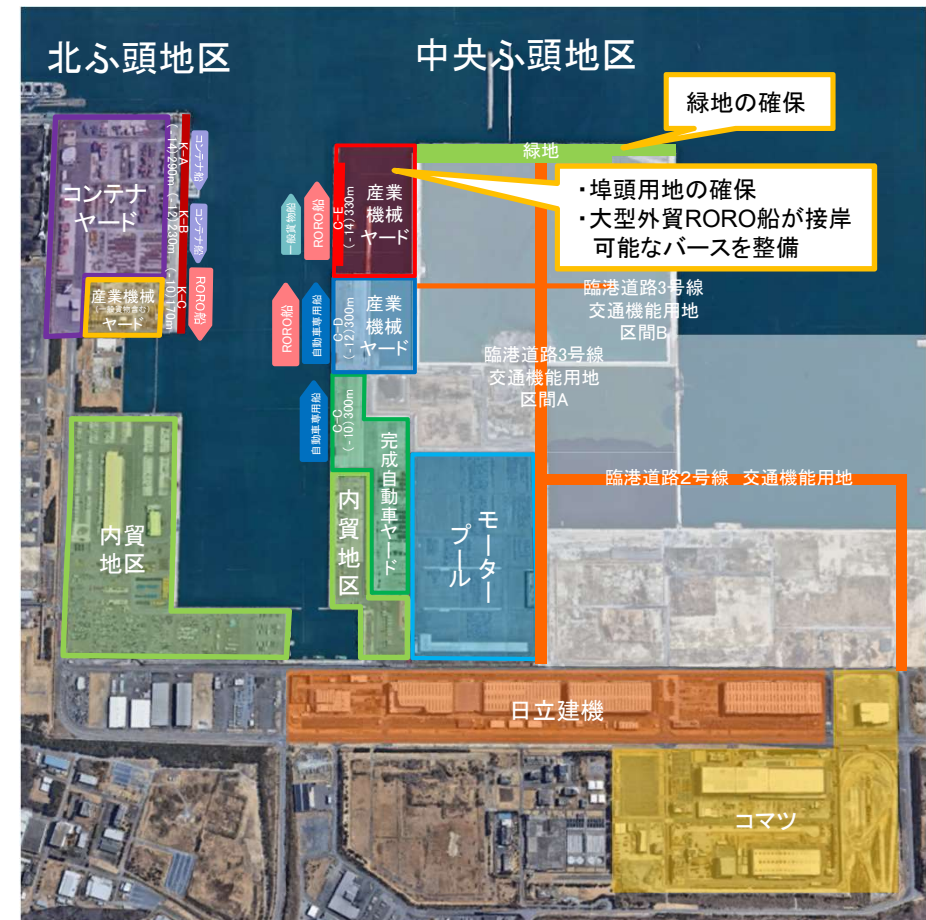 北ふ頭地区
中央ふ頭地区
緑地の確保
緑地
・埠頭用地の確保
・大型外貿RORO船が接岸
可能なバースを整備
コンテナ
ヤード
K-A
(-14)290m
K-B
(-12)230m
K-C
(-10)170m
コンテナ船
コンテナ船
RORO船
産業機械
(一般貨物含む)
ヤード
一般貨物船
RORO船
C-E
(-14)330m
産業
機械
ヤード
RORO船
自動車専用船
C-D
(-12)300m
産業
機械
ヤード
自動車専用船
C-C
(-10)300m
完成自動車ヤード
臨港道路3号線
交通機能用地
区間B
臨港道路3号線
交通機能用地
区間A
臨港道路2号線 交通機能用地
内貿
地区
内貿地区
モーター
プール
日立建機
コマツ